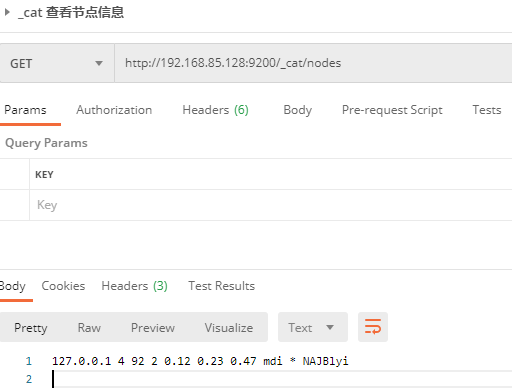 _cat 查看节点信息
GET http://192.168.85.128:9200/_cat/nodes
Params Authorization Headers (6) Body Pre-request Script Tests
Query Params
KEY
Key
Body Cookies Headers (3) Test Results
Pretty Raw Preview Visualize Text
1 127.0.0.1 4 92 2 0.12 0.23 0.47 mdi * NAJBlyi
2